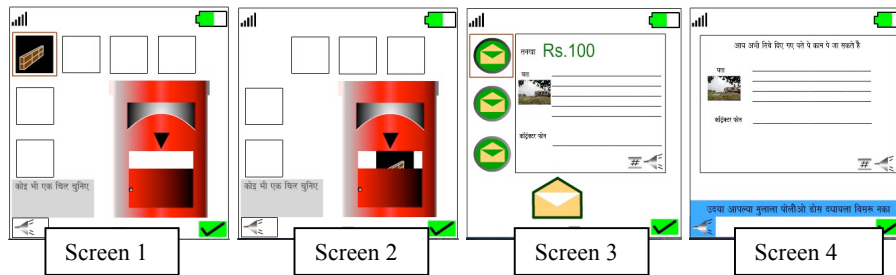 कोइ भी एक चित्र चुनिए
Screen 1
कोइ भी एक चित्र चुनिए
Screen 2
तनखा Rs.100
पता
कॉट्रेक्टर फोन
#
Screen 3
आप अभी निचे दिए गए पते पे काम पे जा सकते हैं
पता
कॉट्रेक्टर फोन
#
उदया आपल्या मुलाला पोलीओ डोस दयायला विसरू नका
Screen 4